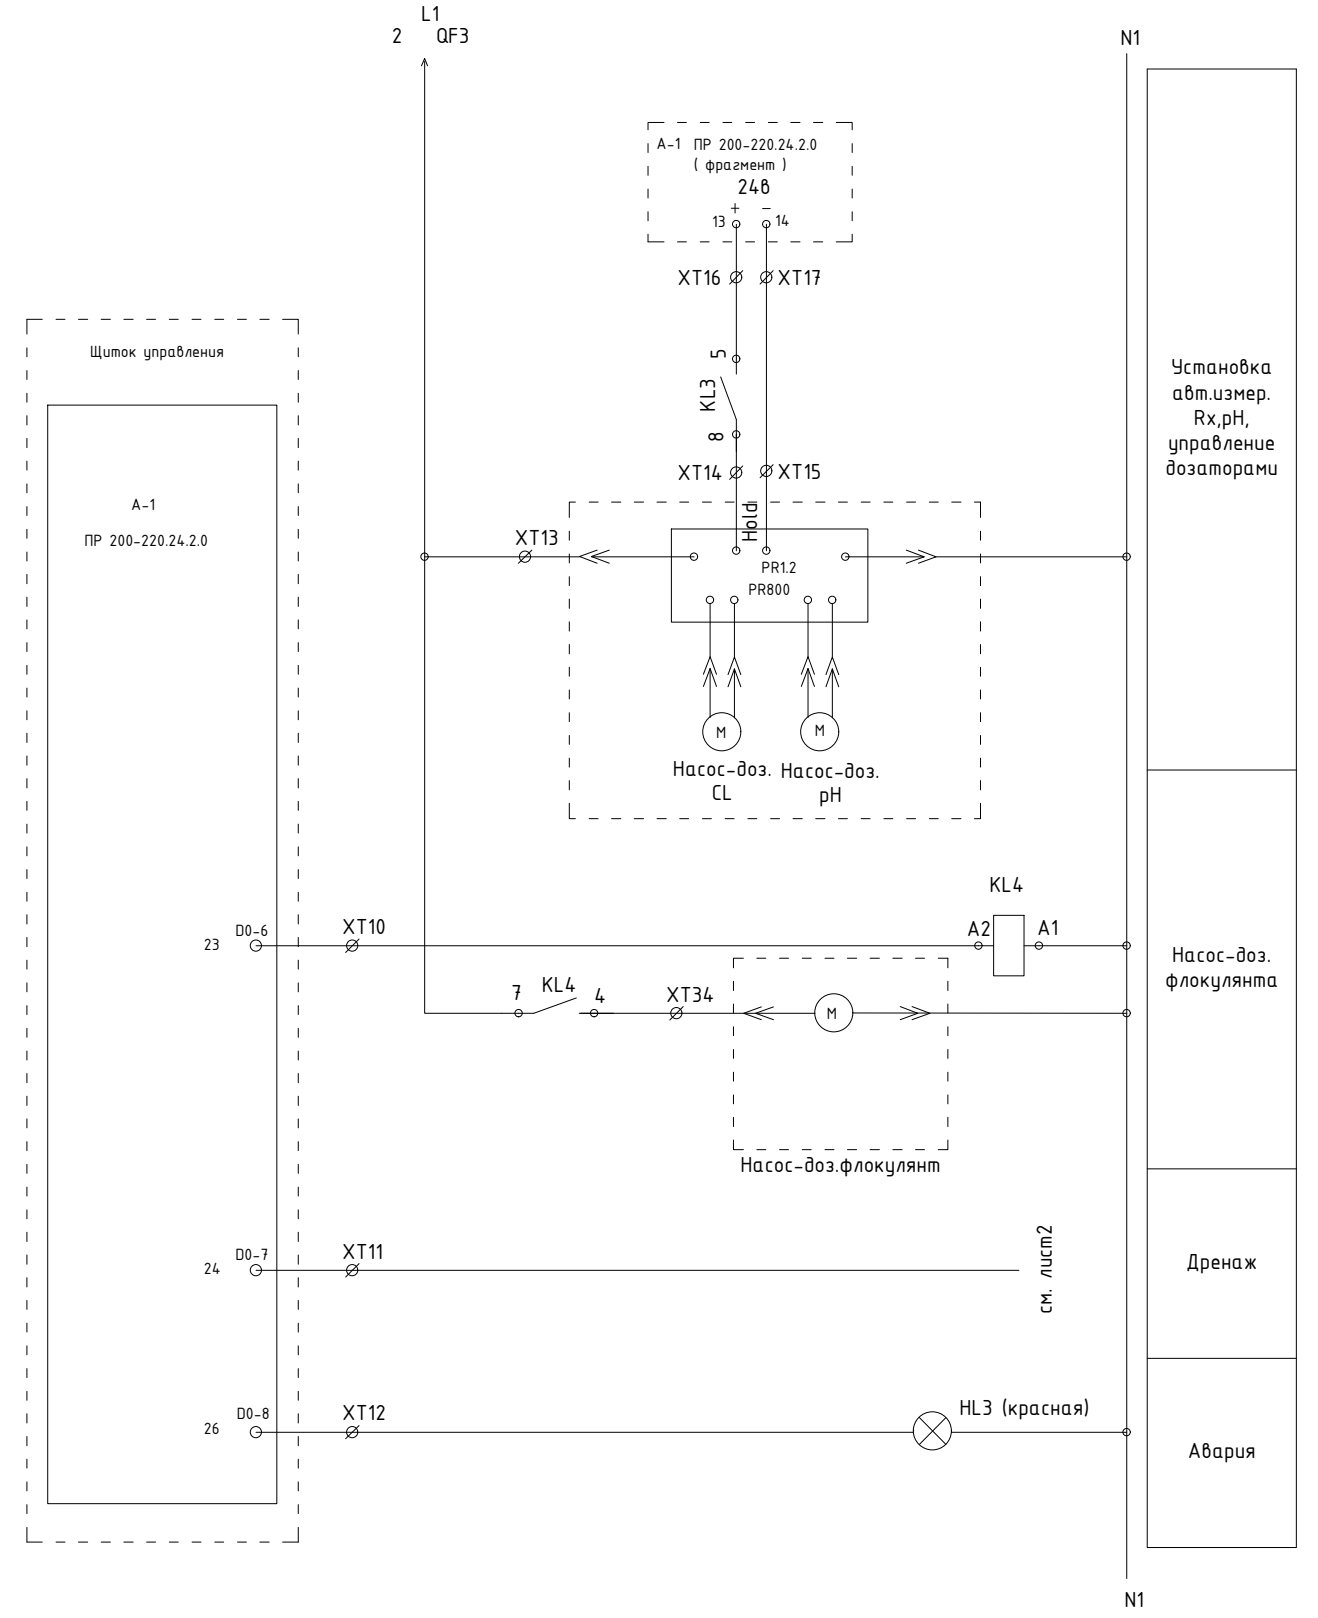 L1
2 QF3
N1
A-1 ПР 200-220.24.2.0
( фрагмент )
24в
+ -
13 14
XT16 XT17
Щиток управления
5
KL3
8
XT14 XT15
Установка
авт.измер.
Rx,pH,
управление
дозаторами
A-1
ПР 200-220.24.2.0
Hold
XT13
PR1.2
PR800
M M
Насос-доз.
CL
Насос-доз.
pH
KL4
23 D0-6 XT10 A2 A1
Насос-доз.
флокулянта
7 KL4 4 XT34
M
Насос-доз.флокулянт
24 D0-7 XT11
см. лист2
Дренаж
26 D0-8 XT12 HL3 (красная)
Авария
N1